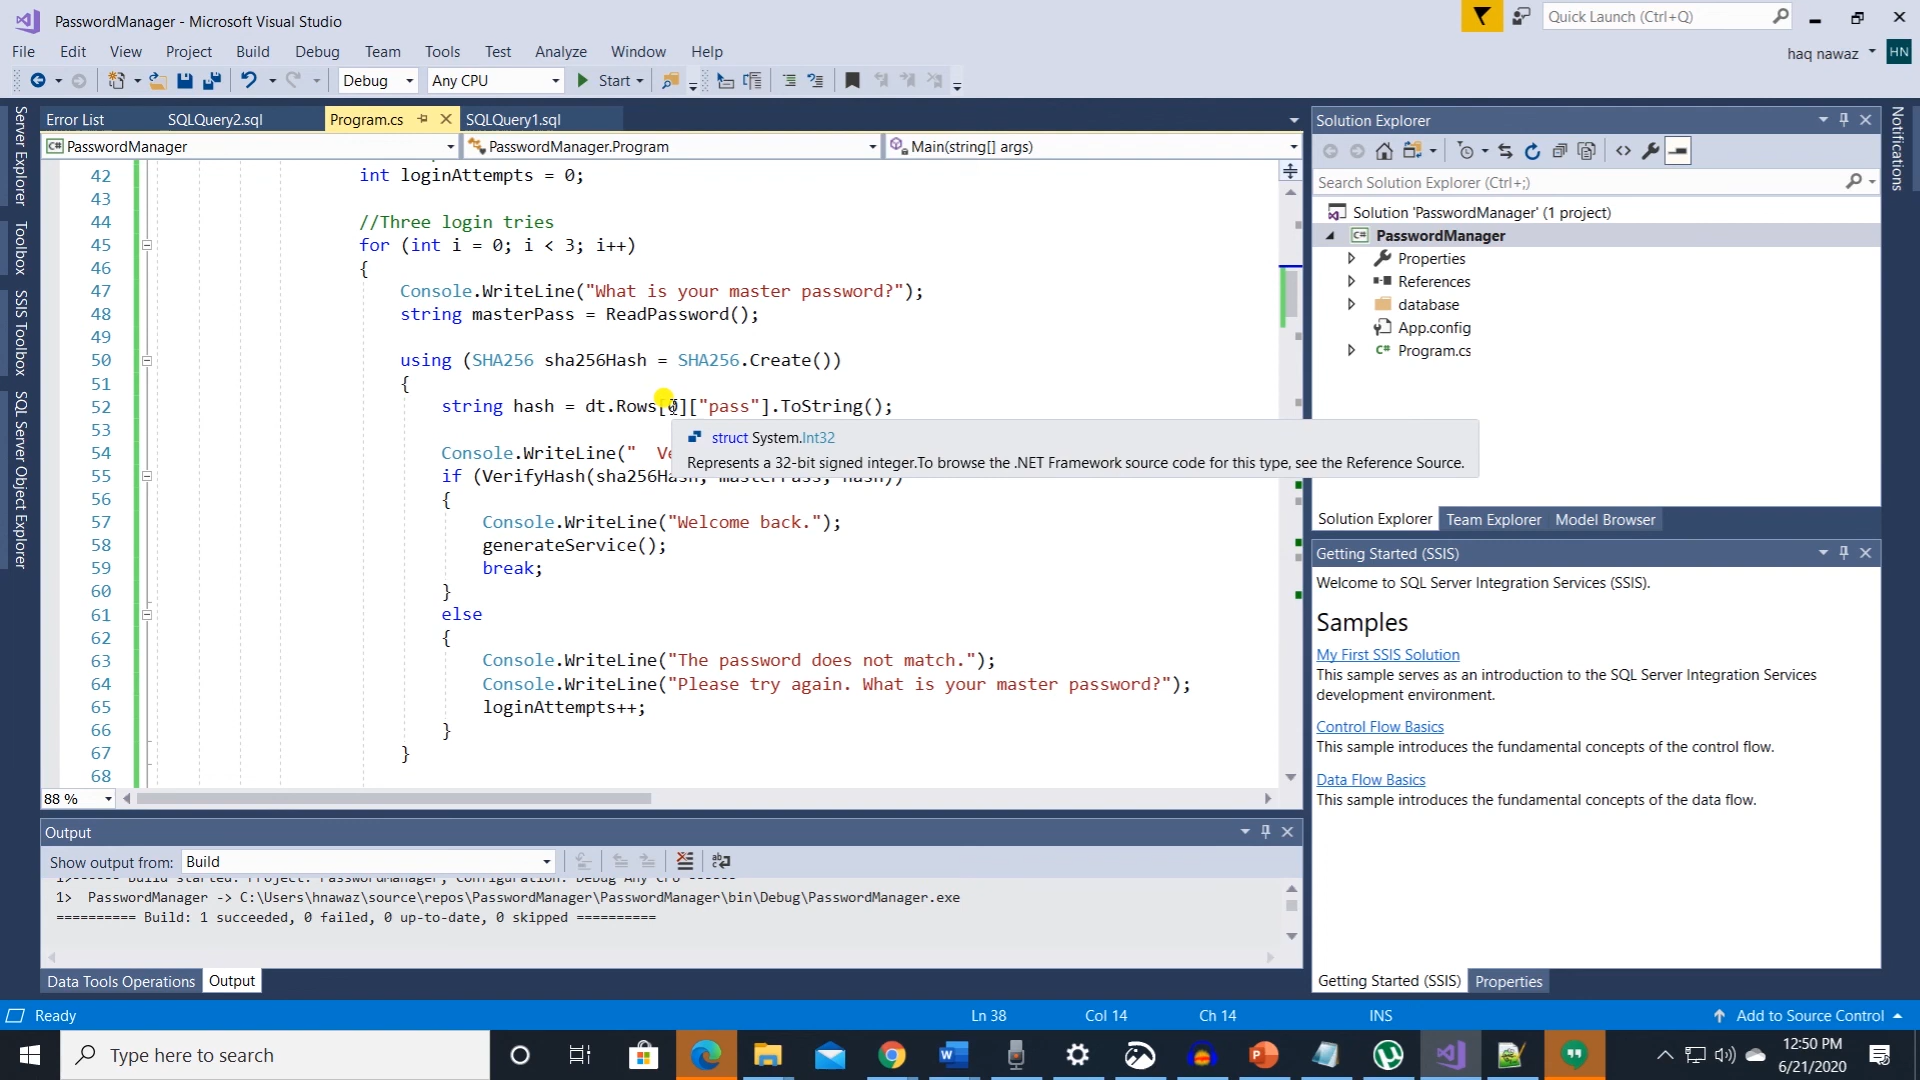 PasswordManager - Microsoft Visual Studio
Quick Launch (Ctrl+Q)
File Edit View Project Build Debug Team Tools Test Analyze Window Help
haq nawaz HN
Debug Any CPU Start
Server Explorer
Toolbox
SSIS Toolbox
SQL Server Object Explorer
Error List SQLQuery2.sql Program.cs SQLQuery1.sql
PasswordManager PasswordManager.Program Main(string[] args)
42 int loginAttempts = 0;
43
44 //Three login tries
45 for (int i = 0; i < 3; i++)
46 {
47 Console.WriteLine("What is your master password?");
48 string masterPass = ReadPassword();
49
50 using (SHA256 sha256Hash = SHA256.Create())
51 {
52 string hash = dt.Rows[0]["pass"].ToString();
53
struct System.Int32
Represents a 32-bit signed integer.To browse the .NET Framework source code for this type, see the Reference Source.
54 Console.WriteLine("
55 if (VerifyHash(sha256Hash, masterPass, hash))
56 {
57 Console.WriteLine("Welcome back.");
58 generateService();
59 break;
60 }
61 else
62 {
63 Console.WriteLine("The password does not match.");
64 Console.WriteLine("Please try again. What is your master password?");
65 loginAttempts++;
66 }
67 }
68
88 %
Output
Show output from: Build
1>------ Build started: Project: PasswordManager, Configuration: Debug Any CPU ------
1> PasswordManager -> C:\Users\hnawaz\source\repos\PasswordManager\PasswordManager\bin\Debug\PasswordManager.exe
========== Build: 1 succeeded, 0 failed, 0 up-to-date, 0 skipped ==========
Data Tools Operations Output
Solution Explorer
Search Solution Explorer (Ctrl+;)
Solution 'PasswordManager' (1 project)
PasswordManager
Properties
References
database
App.config
Program.cs
Solution Explorer Team Explorer Model Browser
Getting Started (SSIS)
Welcome to SQL Server Integration Services (SSIS).
Samples
My First SSIS Solution
This sample serves as an introduction to the SQL Server Integration Services
development environment.
Control Flow Basics
This sample introduces the fundamental concepts of the control flow.
Data Flow Basics
This sample introduces the fundamental concepts of the data flow.
Getting Started (SSIS) Properties
Notifications
Ready Ln 38 Col 14 Ch 14 INS Add to Source Control
Type here to search
12:50 PM
6/21/2020